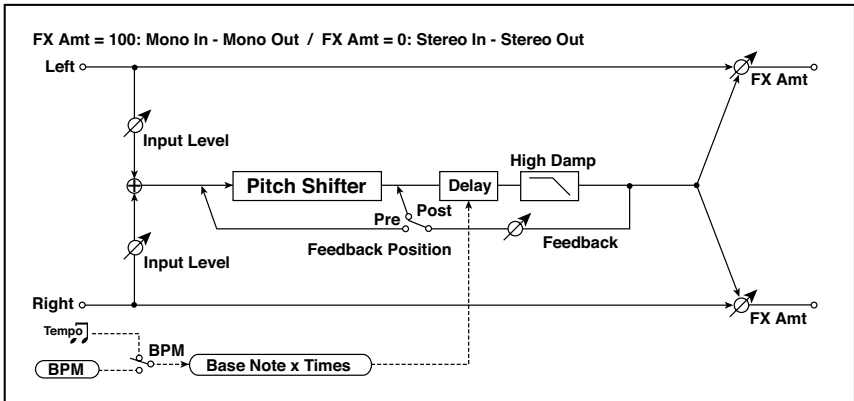 FX Amt = 100: Mono In - Mono Out / FX Amt = 0: Stereo In - Stereo Out
Left
FX Amt
Input Level
High Damp
Pitch Shifter
Delay
Post
Pre
Feedback Position
Feedback
Input Level
Right
FX Amt
Tempo
BPM
BPM
Base Note x Times